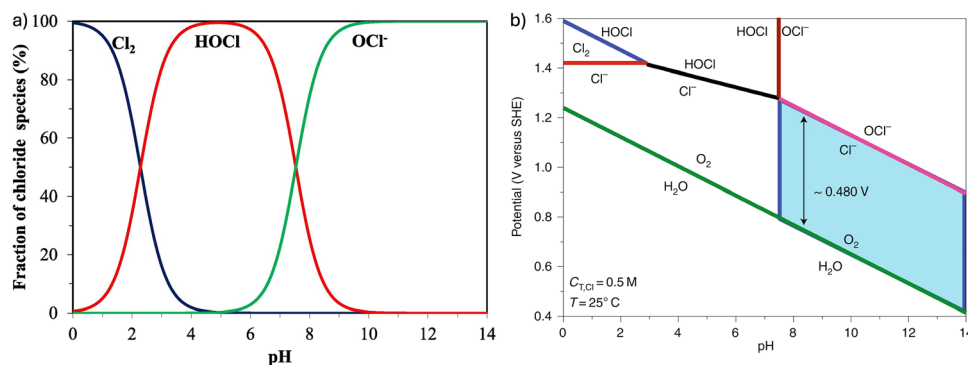 a)
Fraction of chloride species (%)
100
80
60
40
20
0
Cl₂
HOCl
OCl⁻
0 2 4 6 8 10 12 14
pH
b)
Potential (V versus SHE)
1.6
1.4
1.2
1.0
0.8
0.6
0.4
HOCl
Cl₂
Cl⁻
HOCl
Cl⁻
HOCl OCl⁻
OCl⁻
Cl⁻
O₂
H₂O
~ 0.480 V
O₂
H₂O
C_T,Cl = 0.5 M
T = 25° C
0 2 4 6 8 10 12 14
pH